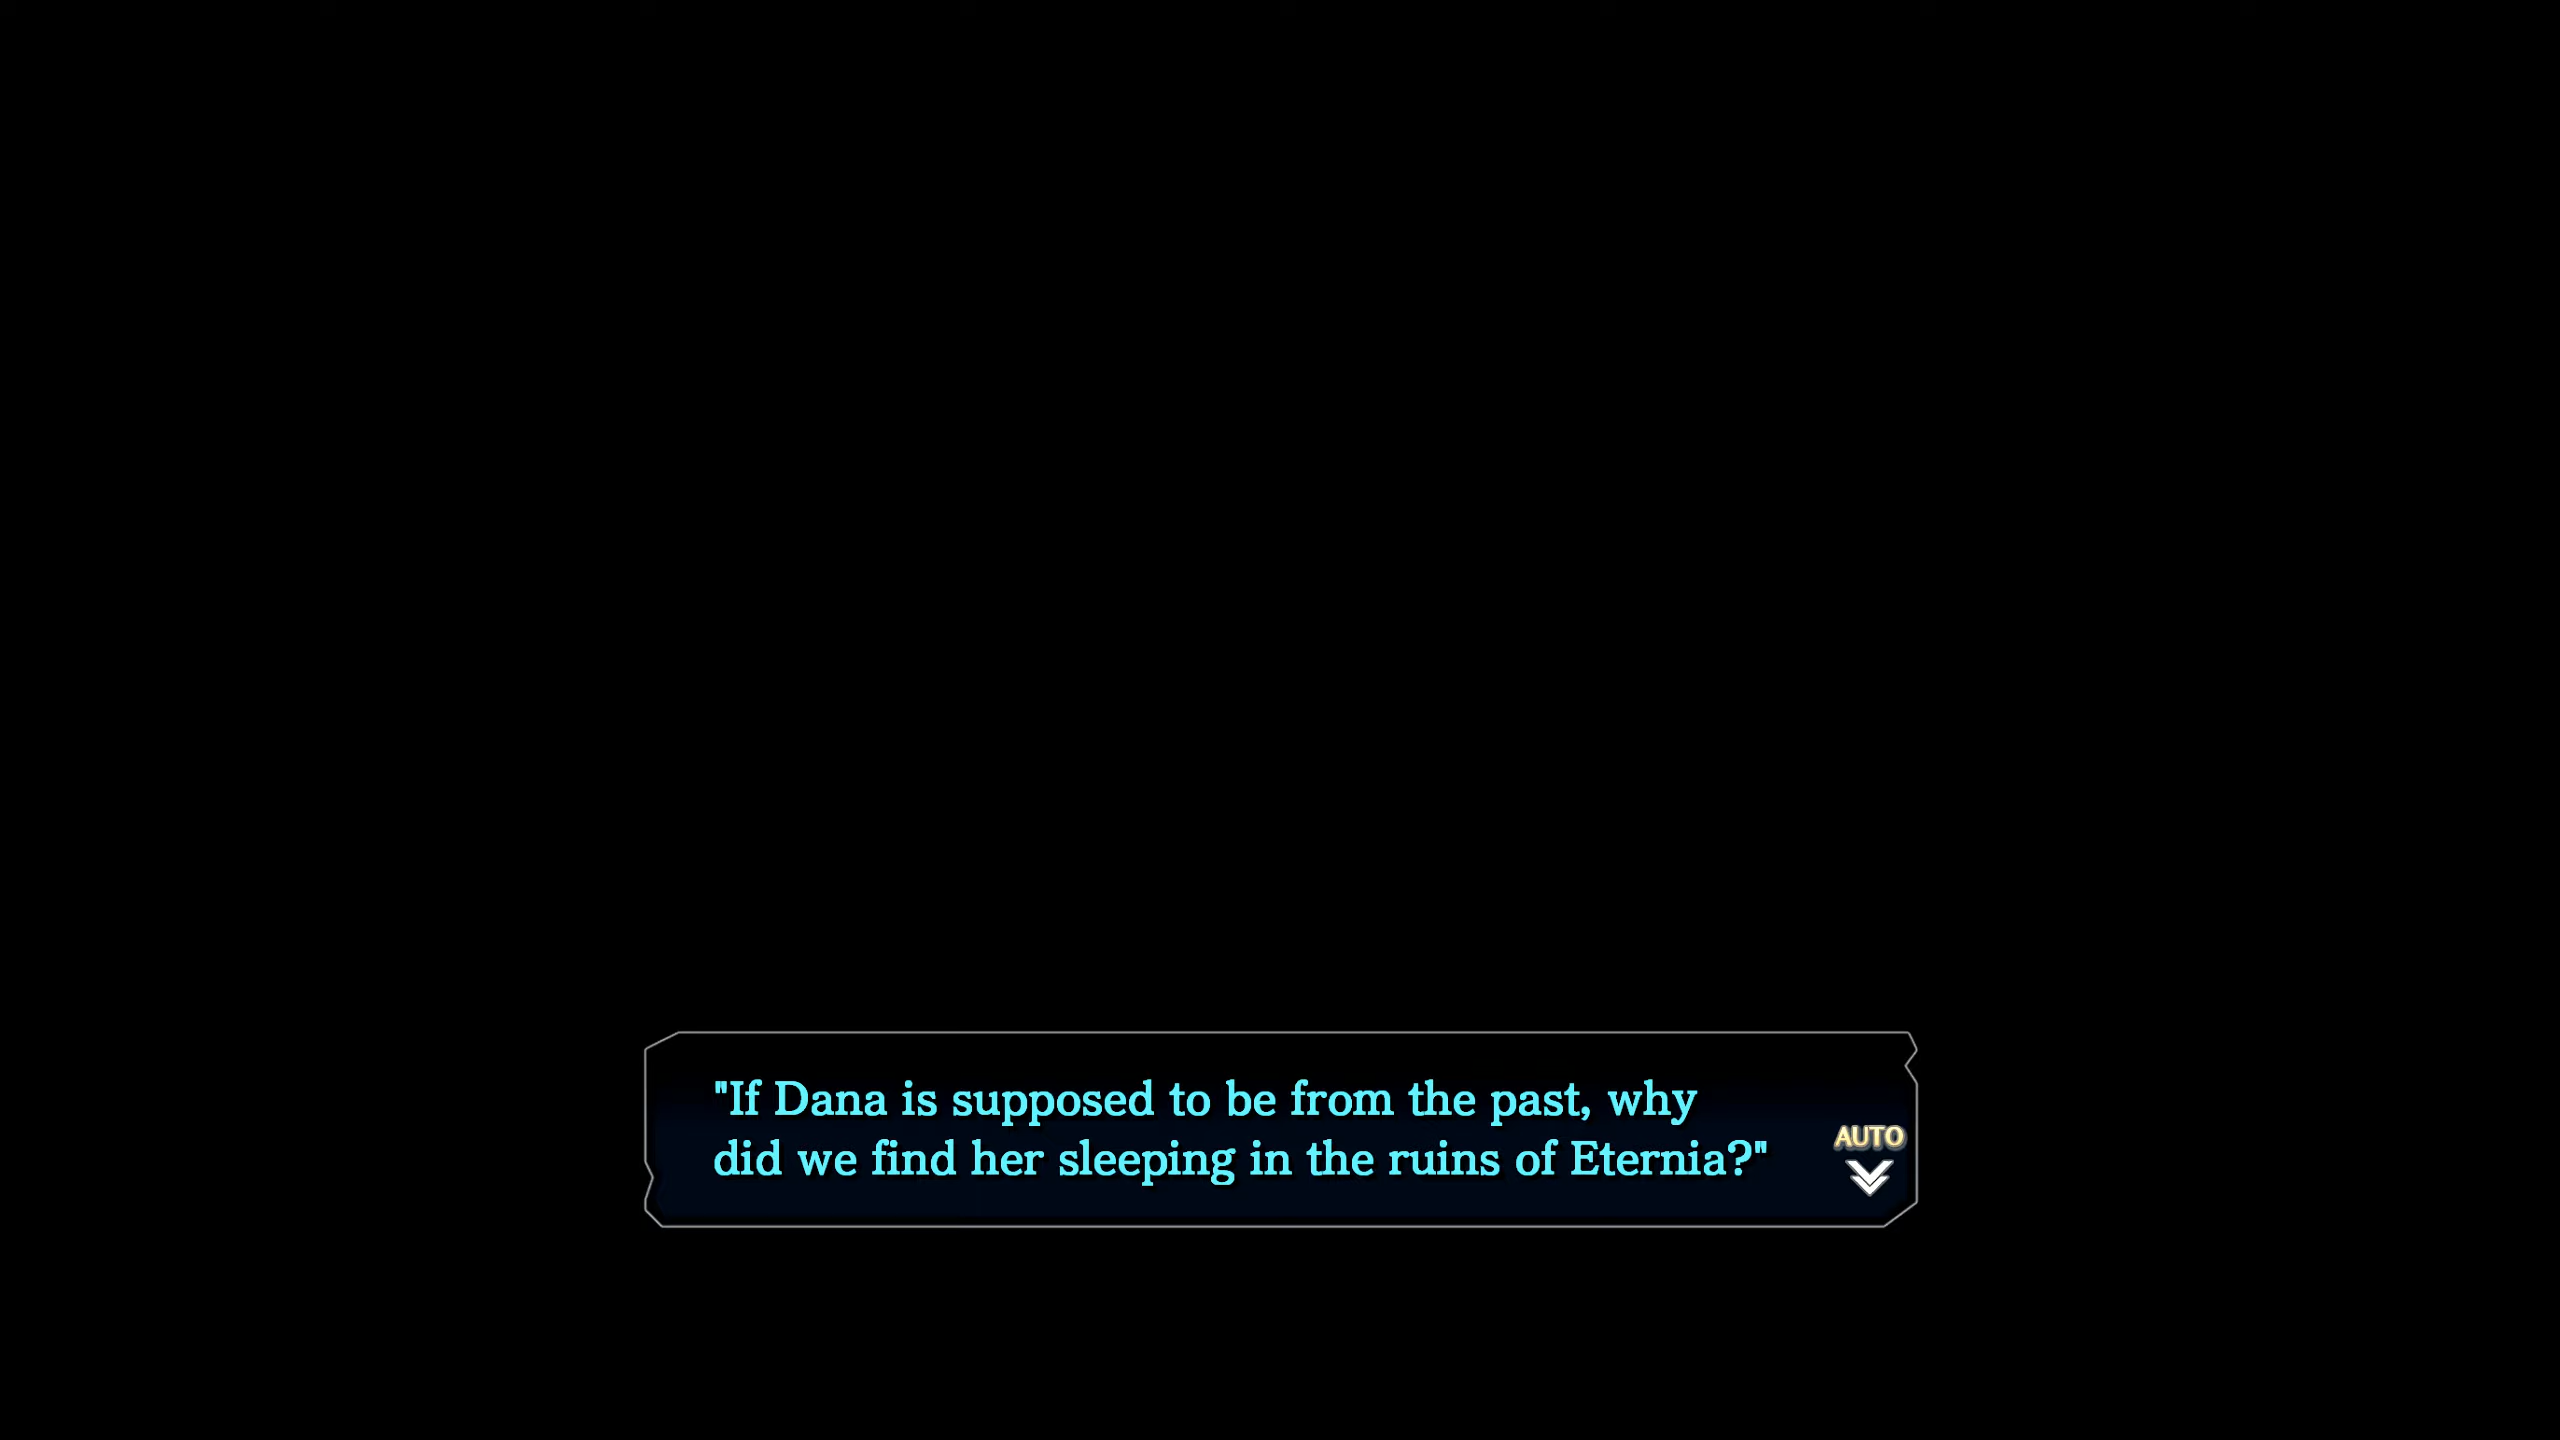 "If Dana is supposed to be from the past, why
did we find her sleeping in the ruins of Eternia?"
AUTO